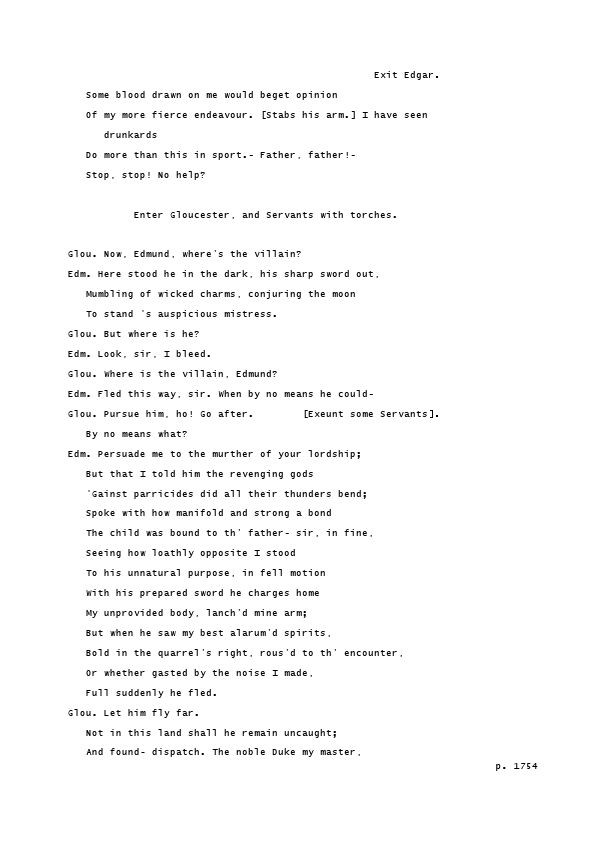 Exit Edgar.
Some blood drawn on me would beget opinion
Of my more fierce endeavour. [Stabs his arm.] I have seen
drunkards
Do more than this in sport.- Father, father!-
Stop, stop! No help?
Enter Gloucester, and Servants with torches.
Glou. Now, Edmund, where's the villain?
Edm. Here stood he in the dark, his sharp sword out,
Mumbling of wicked charms, conjuring the moon
To stand 's auspicious mistress.
Glou. But where is he?
Edm. Look, sir, I bleed.
Glou. Where is the villain, Edmund?
Edm. Fled this way, sir. When by no means he could-
Glou. Pursue him, ho! Go after. [Exeunt some Servants].
By no means what?
Edm. Persuade me to the murther of your lordship;
But that I told him the revenging gods
'Gainst parricides did all their thunders bend;
Spoke with how manifold and strong a bond
The child was bound to th' father- sir, in fine,
Seeing how loathly opposite I stood
To his unnatural purpose, in fell motion
With his prepared sword he charges home
My unprovided body, lanch'd mine arm;
But when he saw my best alarum'd spirits,
Bold in the quarrel's right, rous'd to th' encounter,
Or whether gasted by the noise I made,
Full suddenly he fled.
Glou. Let him fly far.
Not in this land shall he remain uncaught;
And found- dispatch. The noble Duke my master,
p. 1754